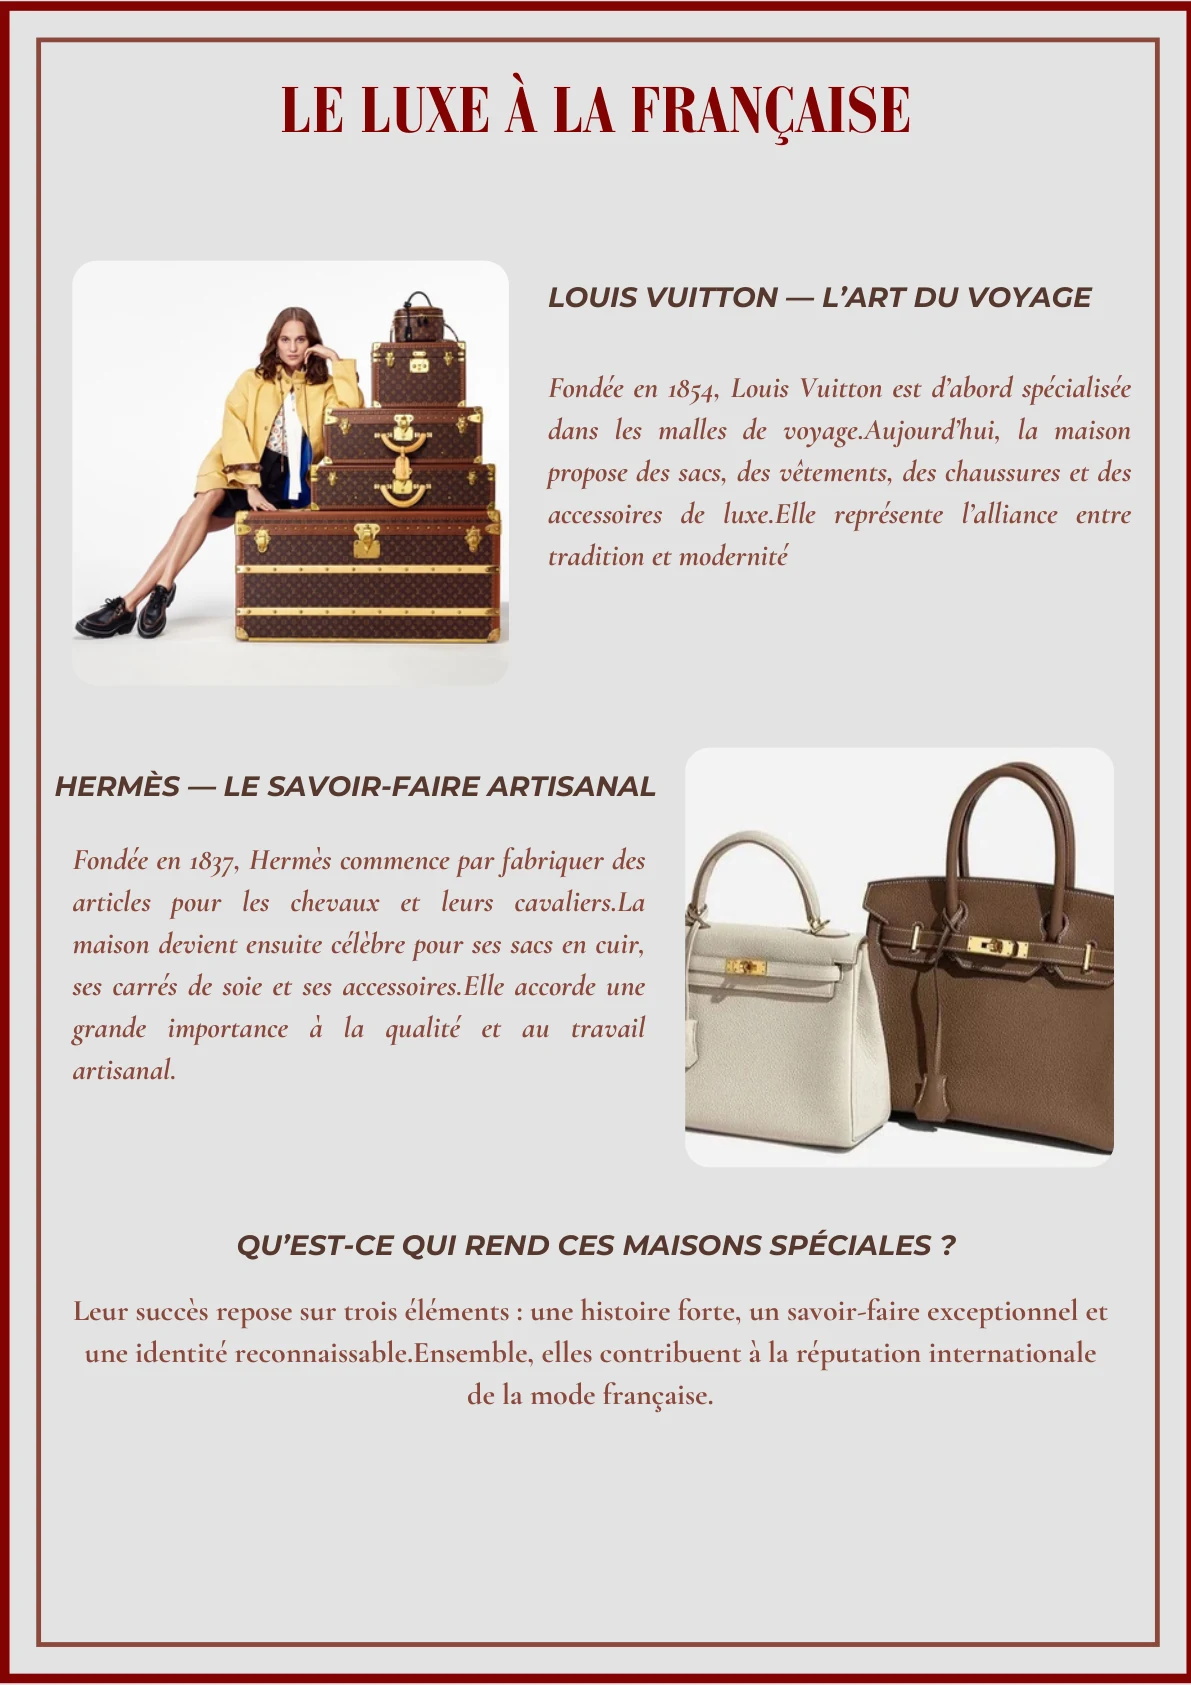 LE LUXE À LA FRANÇAISE
LOUIS VUITTON — L’ART DU VOYAGE
Fondée en 1854, Louis Vuitton est d’abord spécialisée
dans les malles de voyage.Aujourd’hui, la maison
propose des sacs, des vêtements, des chaussures et des
accessoires de luxe.Elle représente l’alliance entre
tradition et modernité
HERMÈS — LE SAVOIR-FAIRE ARTISANAL
Fondée en 1837, Hermès commence par fabriquer des
articles pour les chevaux et leurs cavaliers.La
maison devient ensuite célèbre pour ses sacs en cuir,
ses carrés de soie et ses accessoires.Elle accorde une
grande importance à la qualité et au travail
artisanal.
QU’EST-CE QUI REND CES MAISONS SPÉCIALES ?
Leur succès repose sur trois éléments : une histoire forte, un savoir-faire exceptionnel et
une identité reconnaissable.Ensemble, elles contribuent à la réputation internationale
de la mode française.